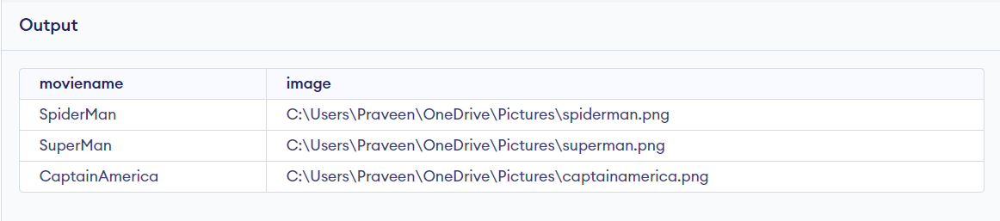 Output
moviename image
SpiderMan C:\Users\Praveen\OneDrive\Pictures\spiderman.png
SuperMan C:\Users\Praveen\OneDrive\Pictures\superman.png
CaptainAmerica C:\Users\Praveen\OneDrive\Pictures\captainamerica.png